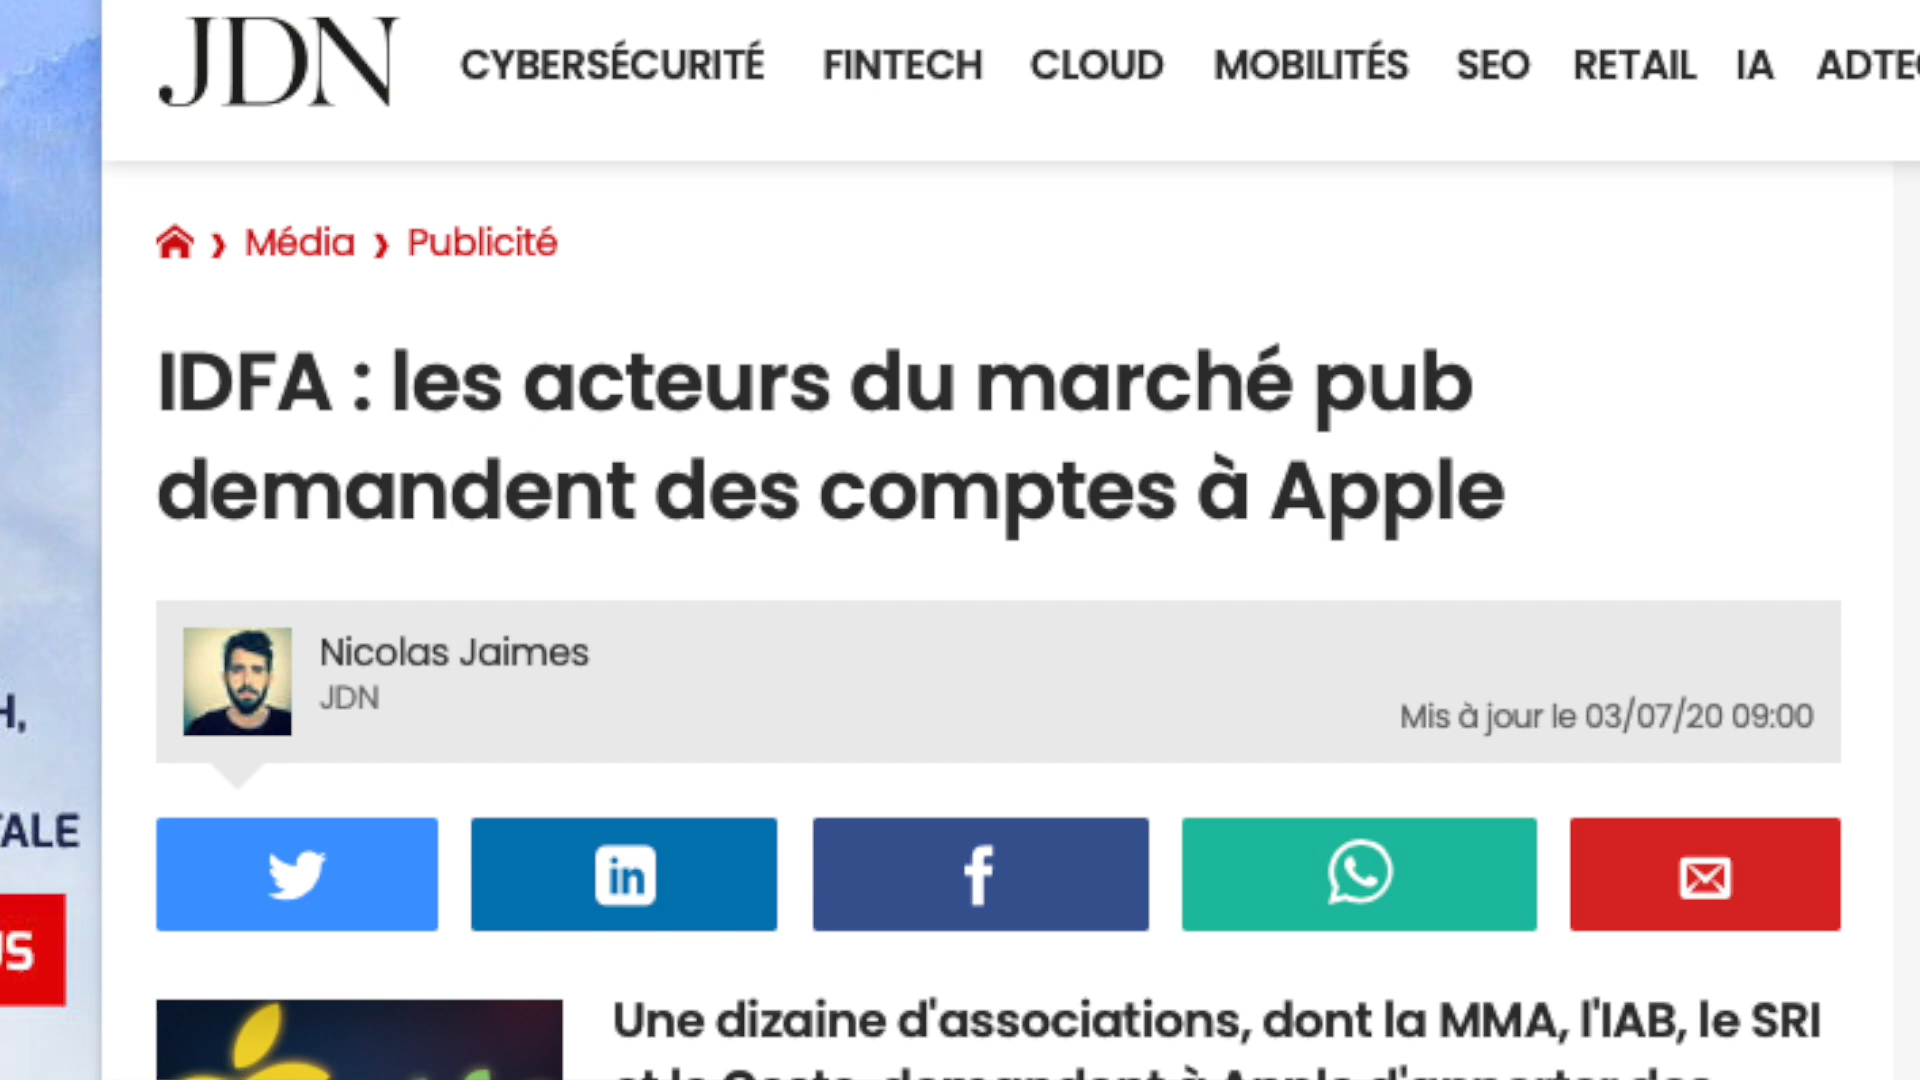 JDN CYBERSÉCURITÉ FINTECH CLOUD MOBILITÉS SEO RETAIL IA
Média
Publicité
IDFA : les acteurs du marché pub
demandent des comptes à Apple
Nicolas Jaimes
JDN
Mis à jour le 03/07/20 09:00
Une dizaine d'associations, dont la MMA, l'IAB, le SRI